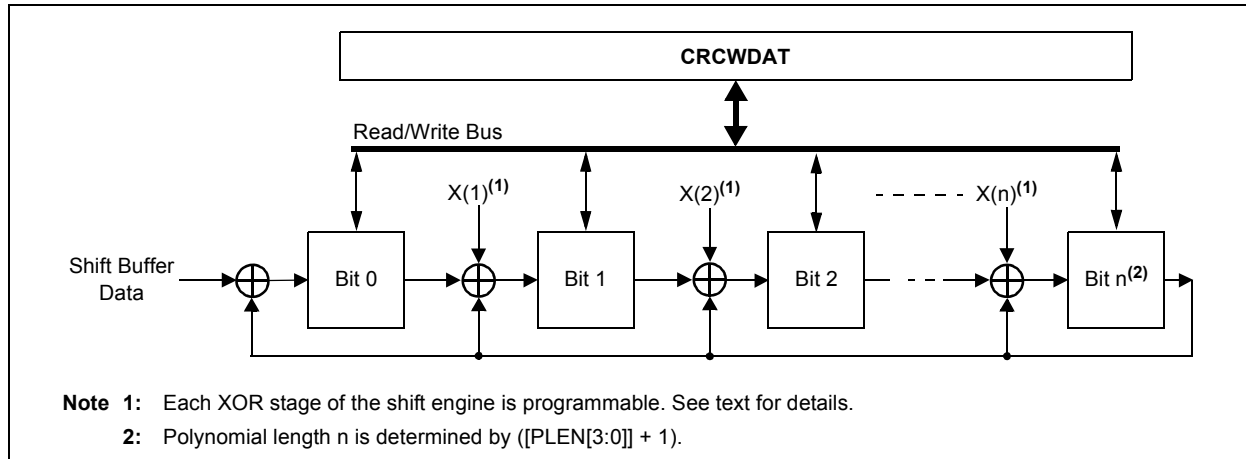 CRCWDAT
Read/Write Bus
X(1)(1)
X(2)(1)
X(n)(1)
Shift Buffer
Data
Bit 0
Bit 1
Bit 2
Bit n(2)
Note 1: Each XOR stage of the shift engine is programmable. See text for details.
2: Polynomial length n is determined by ([PLEN[3:0]] + 1).